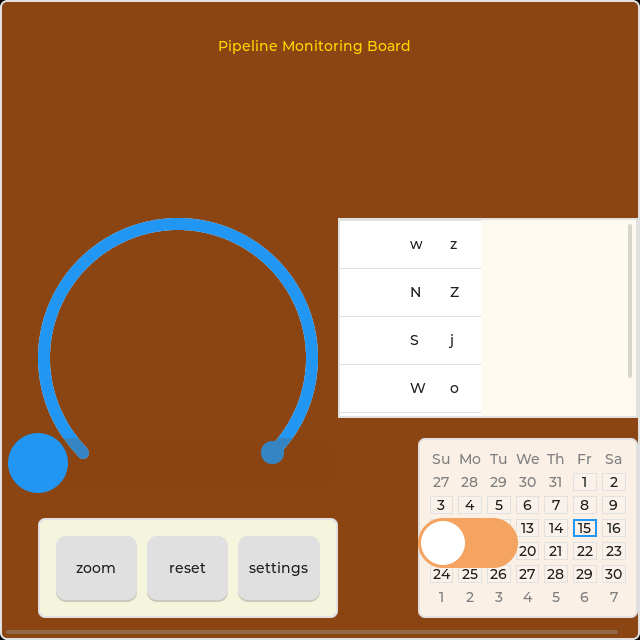 Pipeline Monitoring Board
w z
N Z
S j
W o
Su Mo Tu We Th Fr Sa
27 28 29 30 31 1 2
3 4 5 6 7 8 9
13 14 15 16
20 21 22 23
24 25 26 27 28 29 30
1 2 3 4 5 6 7
zoom reset settings